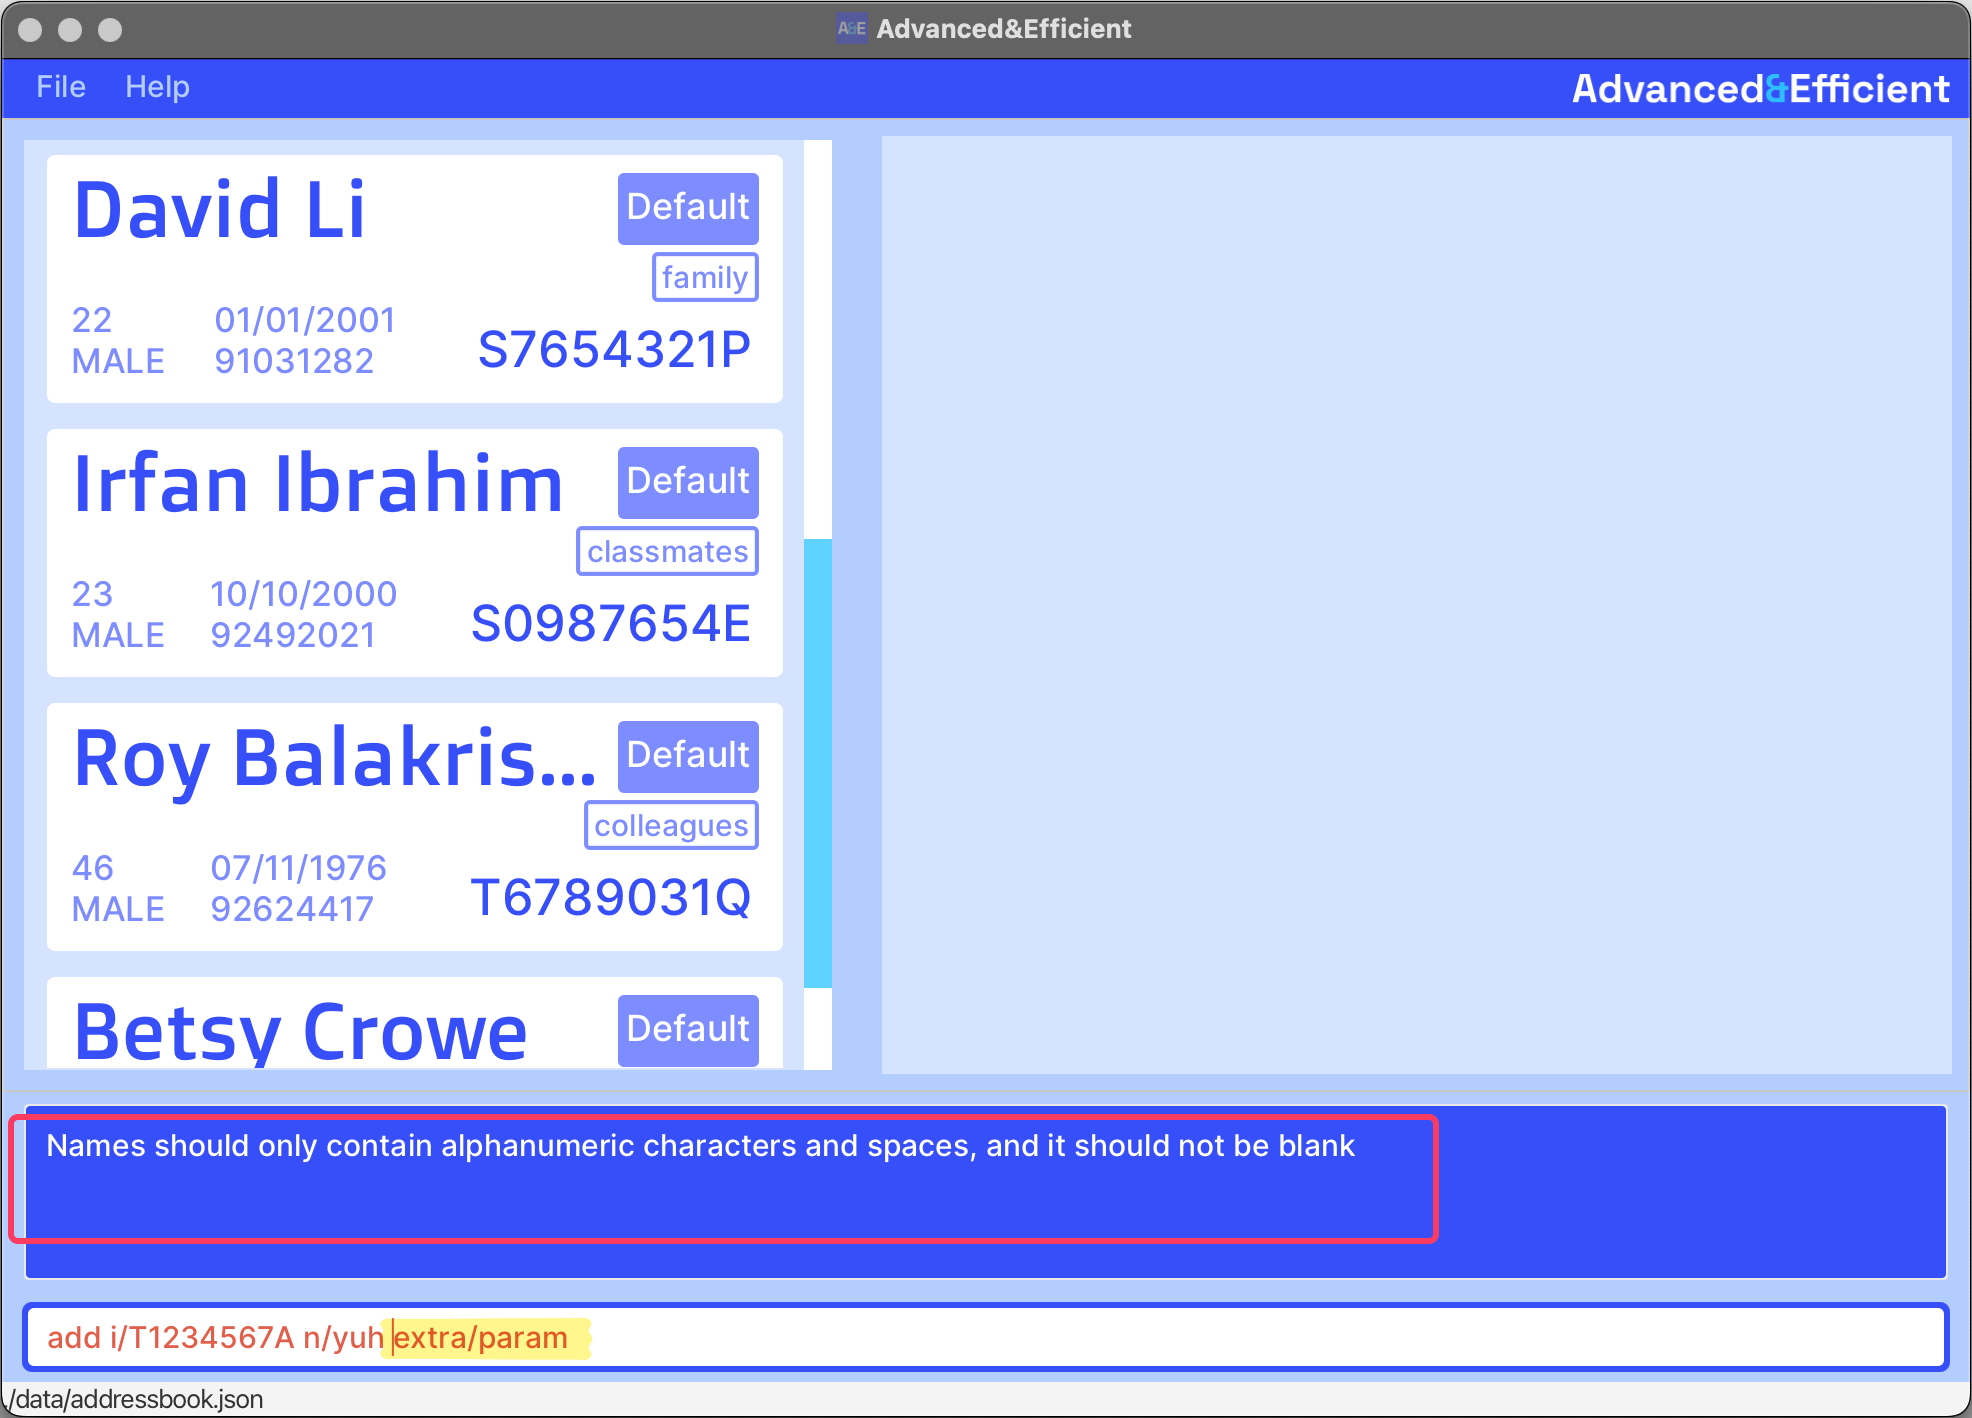 A&E Advanced&Efficient
File Help Advanced&Efficient
David Li Default
family
22 01/01/2001
MALE 91031282 S7654321P
Irfan Ibrahim Default
classmates
23 10/10/2000
MALE 92492021 S0987654E
Roy Balakris... Default
colleagues
46 07/11/1976
MALE 92624417 T6789031Q
Betsy Crowe Default
Names should only contain alphanumeric characters and spaces, and it should not be blank
add i/T1234567A n/yuh extra/param
./data/addressbook.json